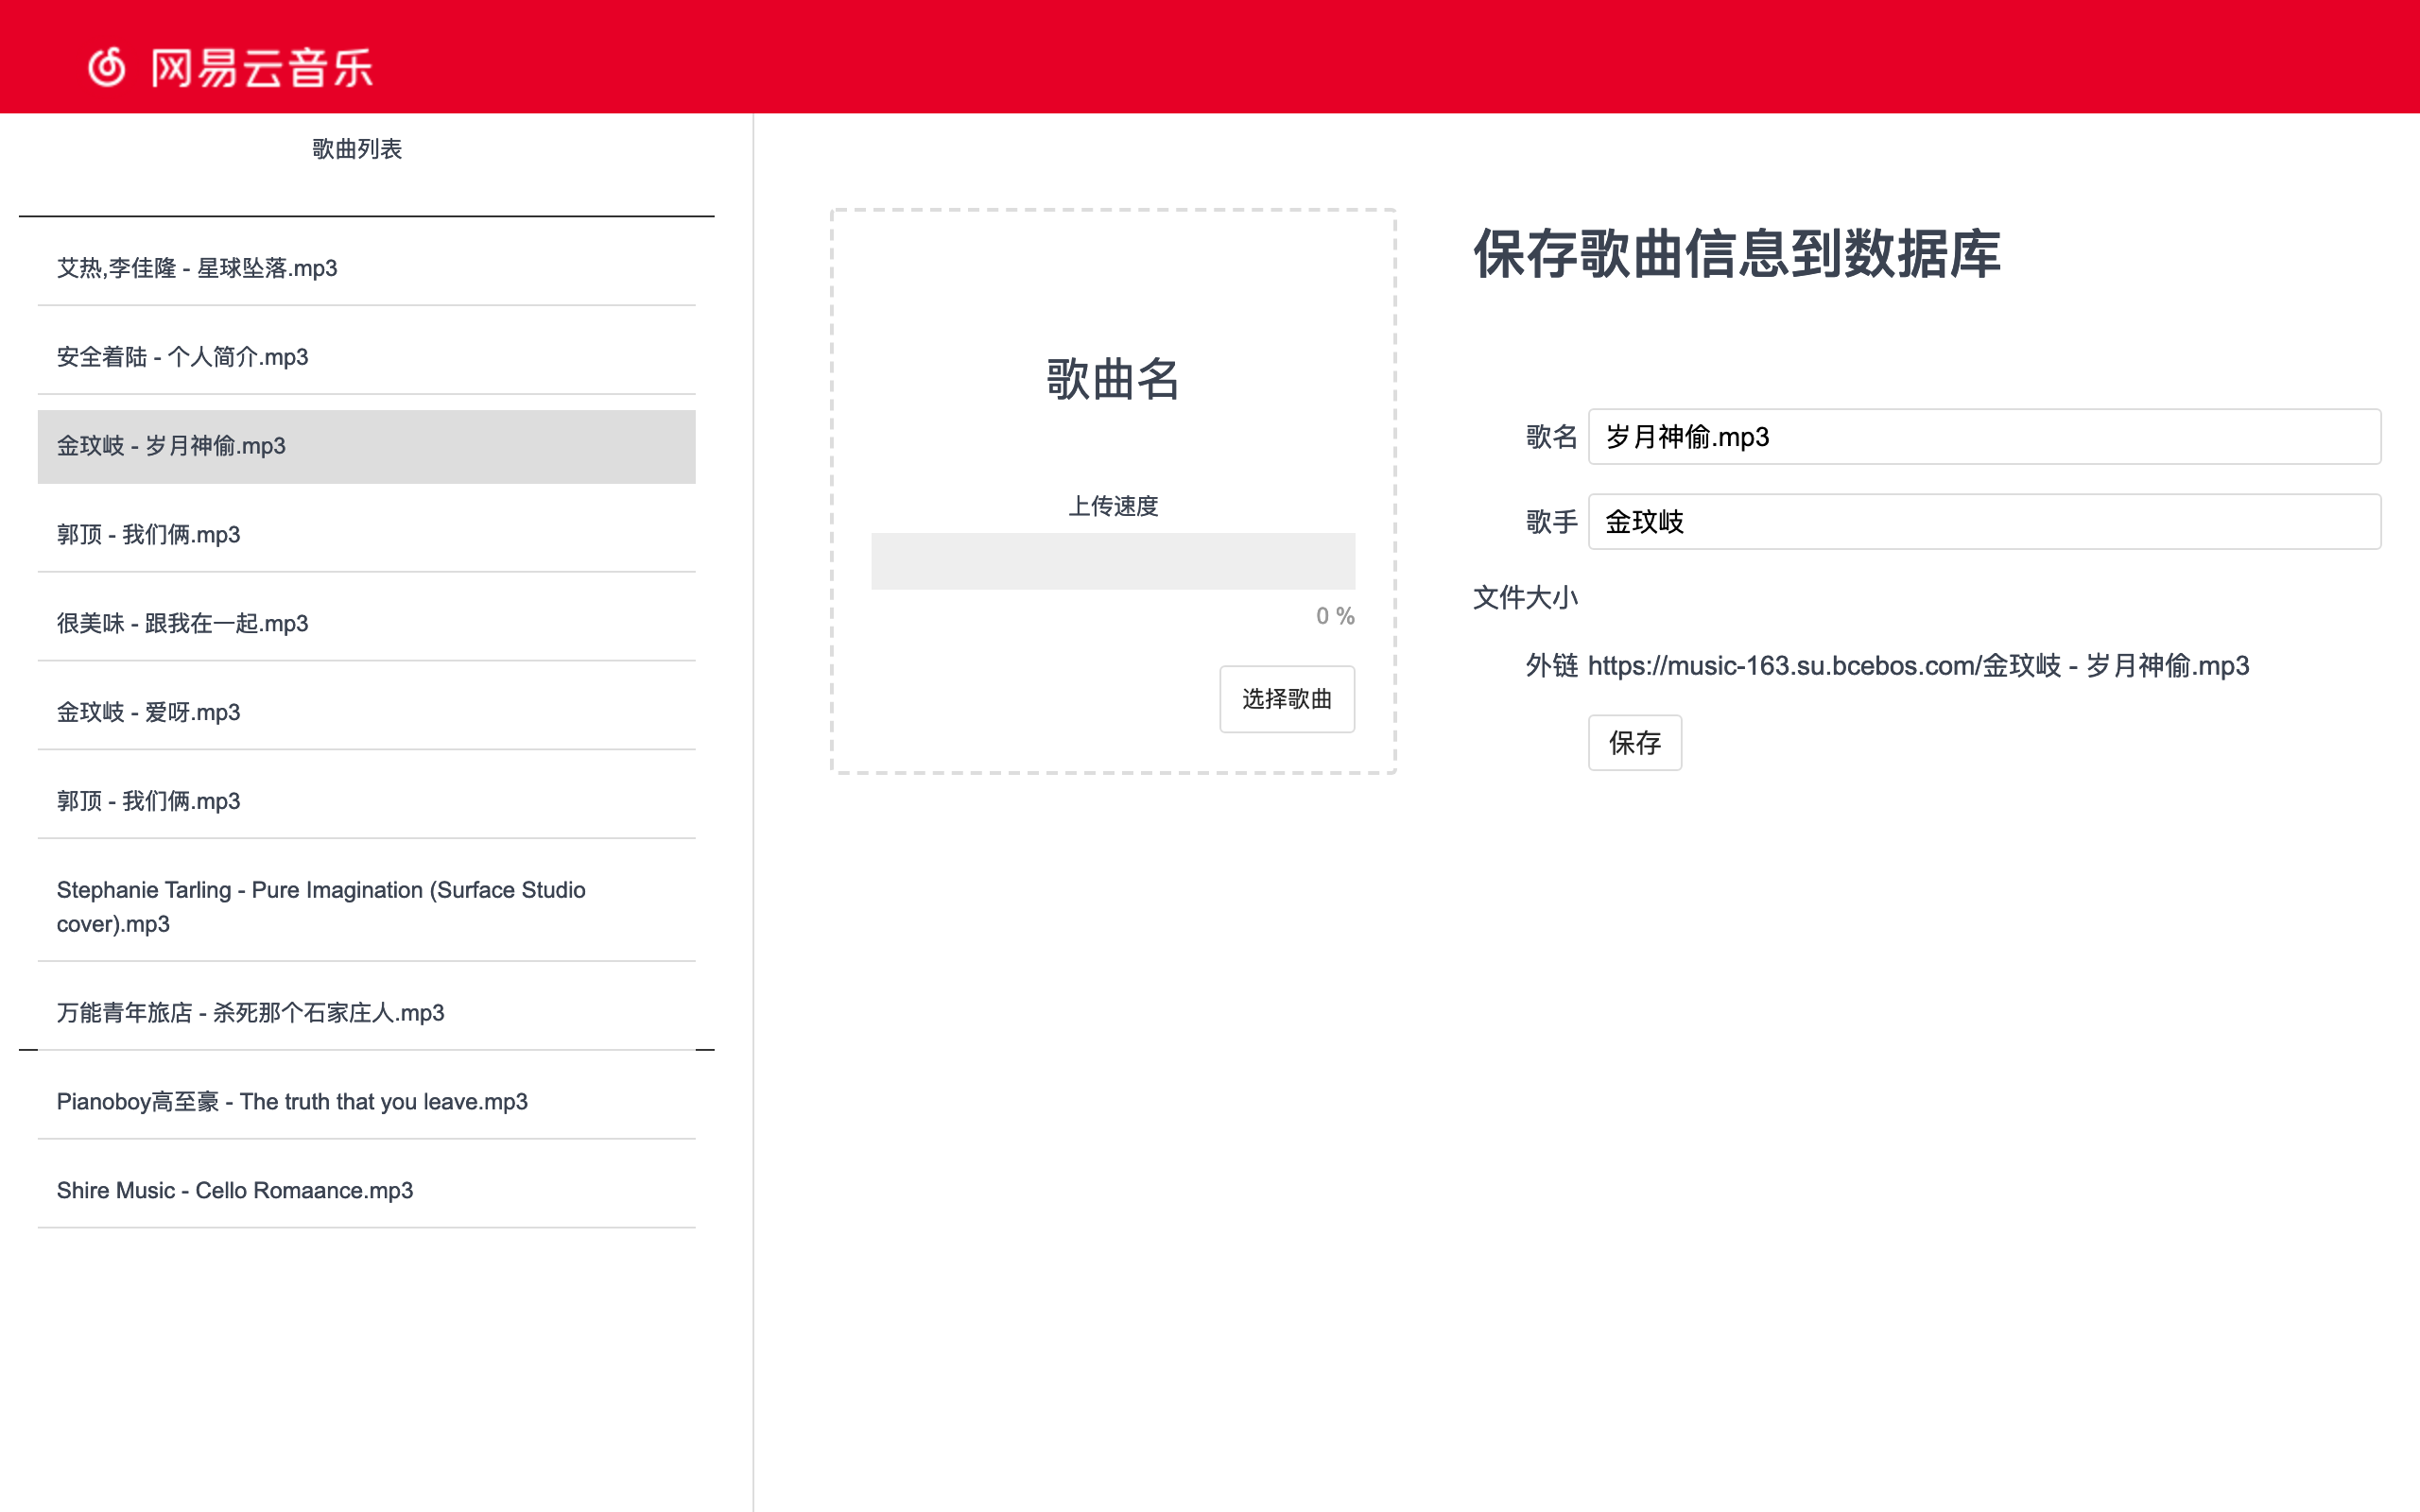 网易云音乐
歌曲列表
艾热,李佳隆 - 星球坠落.mp3
安全着陆 - 个人简介.mp3
金玟岐 - 岁月神偷.mp3
郭顶 - 我们俩.mp3
很美味 - 跟我在一起.mp3
金玟岐 - 爱呀.mp3
郭顶 - 我们俩.mp3
Stephanie Tarling - Pure Imagination (Surface Studio
cover).mp3
万能青年旅店 - 杀死那个石家庄人.mp3
Pianoboy高至豪 - The truth that you leave.mp3
Shire Music - Cello Romaance.mp3
歌曲名
上传速度
0 %
选择歌曲
保存歌曲信息到数据库
歌名 岁月神偷.mp3
歌手 金玟岐
文件大小
外链 https://music-163.su.bcebos.com/金玟岐 - 岁月神偷.mp3
保存